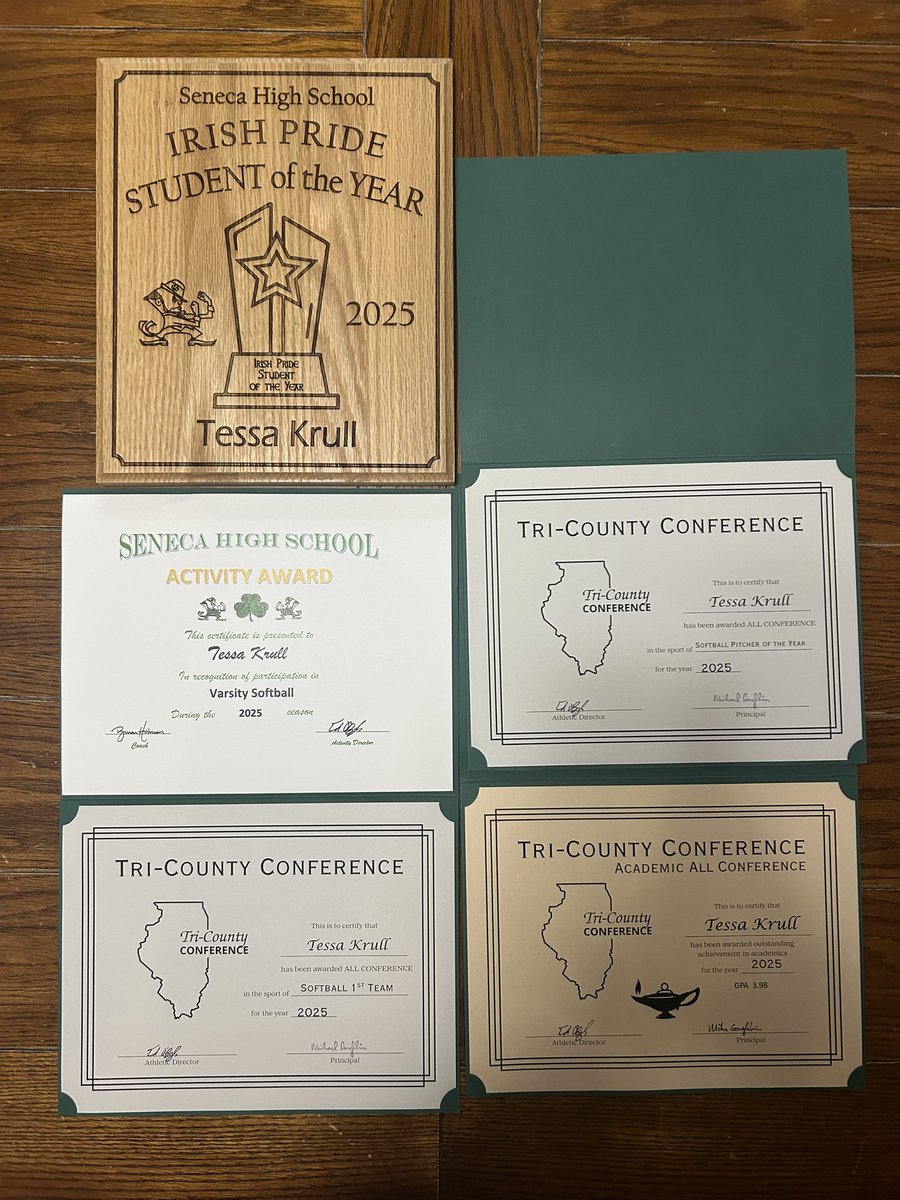 Seneca High School
IRISH PRIDE
STUDENT of the YEAR
2025
IRISH PRIDE
STUDENT
OF THE YEAR
Tessa Krull
SENECA HIGH SCHOOL
ACTIVITY AWARD
This certificate is presented to
Tessa Krull
In recognition of participation in
Varsity Softball
During the 2025 season
Coach
Activity Director
TRI-COUNTY CONFERENCE
Tri-County
CONFERENCE
This is to certify that
Tessa Krull
has been awarded ALL CONFERENCE
in the sport of SOFTBALL PITCHER OF THE YEAR
for the year 2025
Michael Coughlin
Athletic Director
Principal
TRI-COUNTY CONFERENCE
Tri-County
CONFERENCE
This is to certify that
Tessa Krull
has been awarded ALL CONFERENCE
in the sport of SOFTBALL 1ST TEAM
for the year 2025
Michael Coughlin
Athletic Director
Principal
TRI-COUNTY CONFERENCE
ACADEMIC ALL CONFERENCE
Tri-County
CONFERENCE
This is to certify that
Tessa Krull
has been awarded outstanding
achievement in academics
for the year 2025
GPA 3.98
Mike Coughlin
Athletic Director
Principal